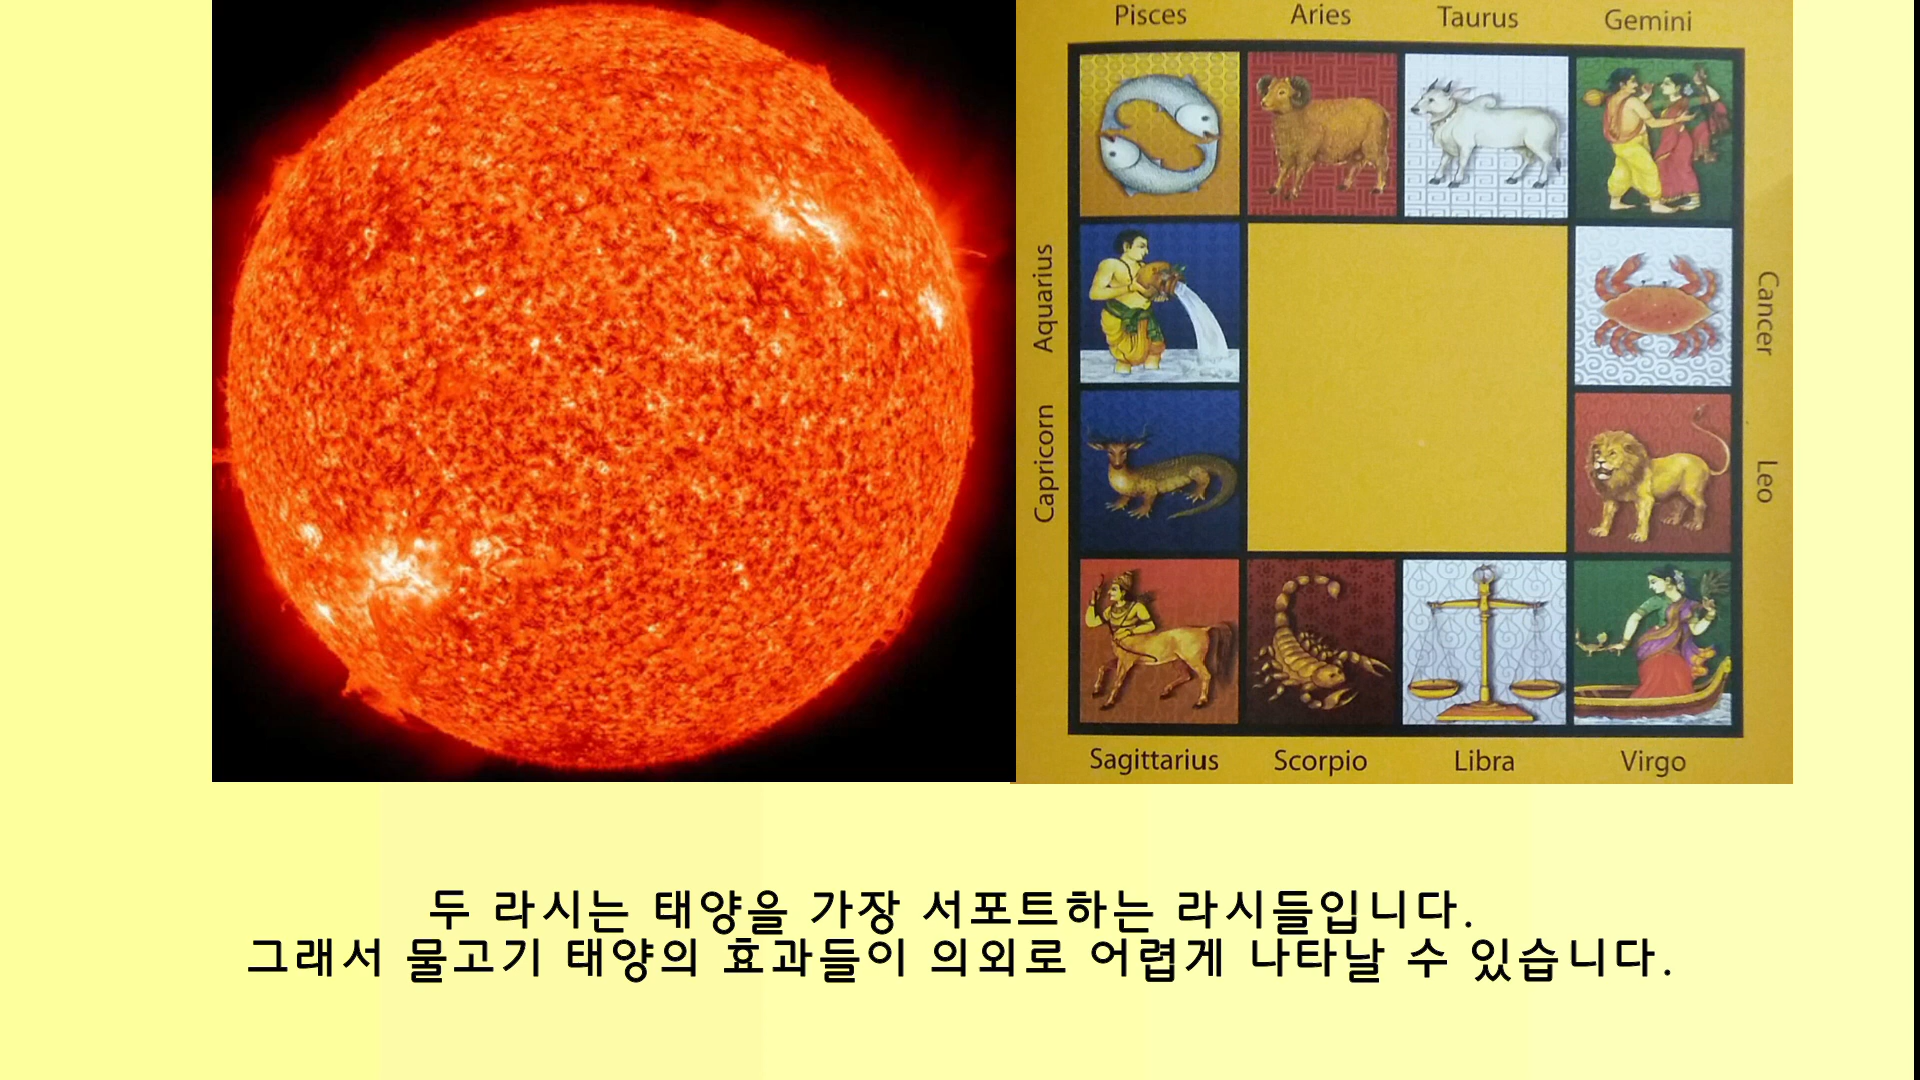 Pisces Aries Taurus Gemini
Aquarius
Cancer
Capricorn
Leo
Sagittarius Scorpio Libra Virgo
두 라시는 태양을 가장 서포트하는 라시들입니다.
그래서 물고기 태양의 효과들이 의외로 어렵게 나타날 수 있습니다.